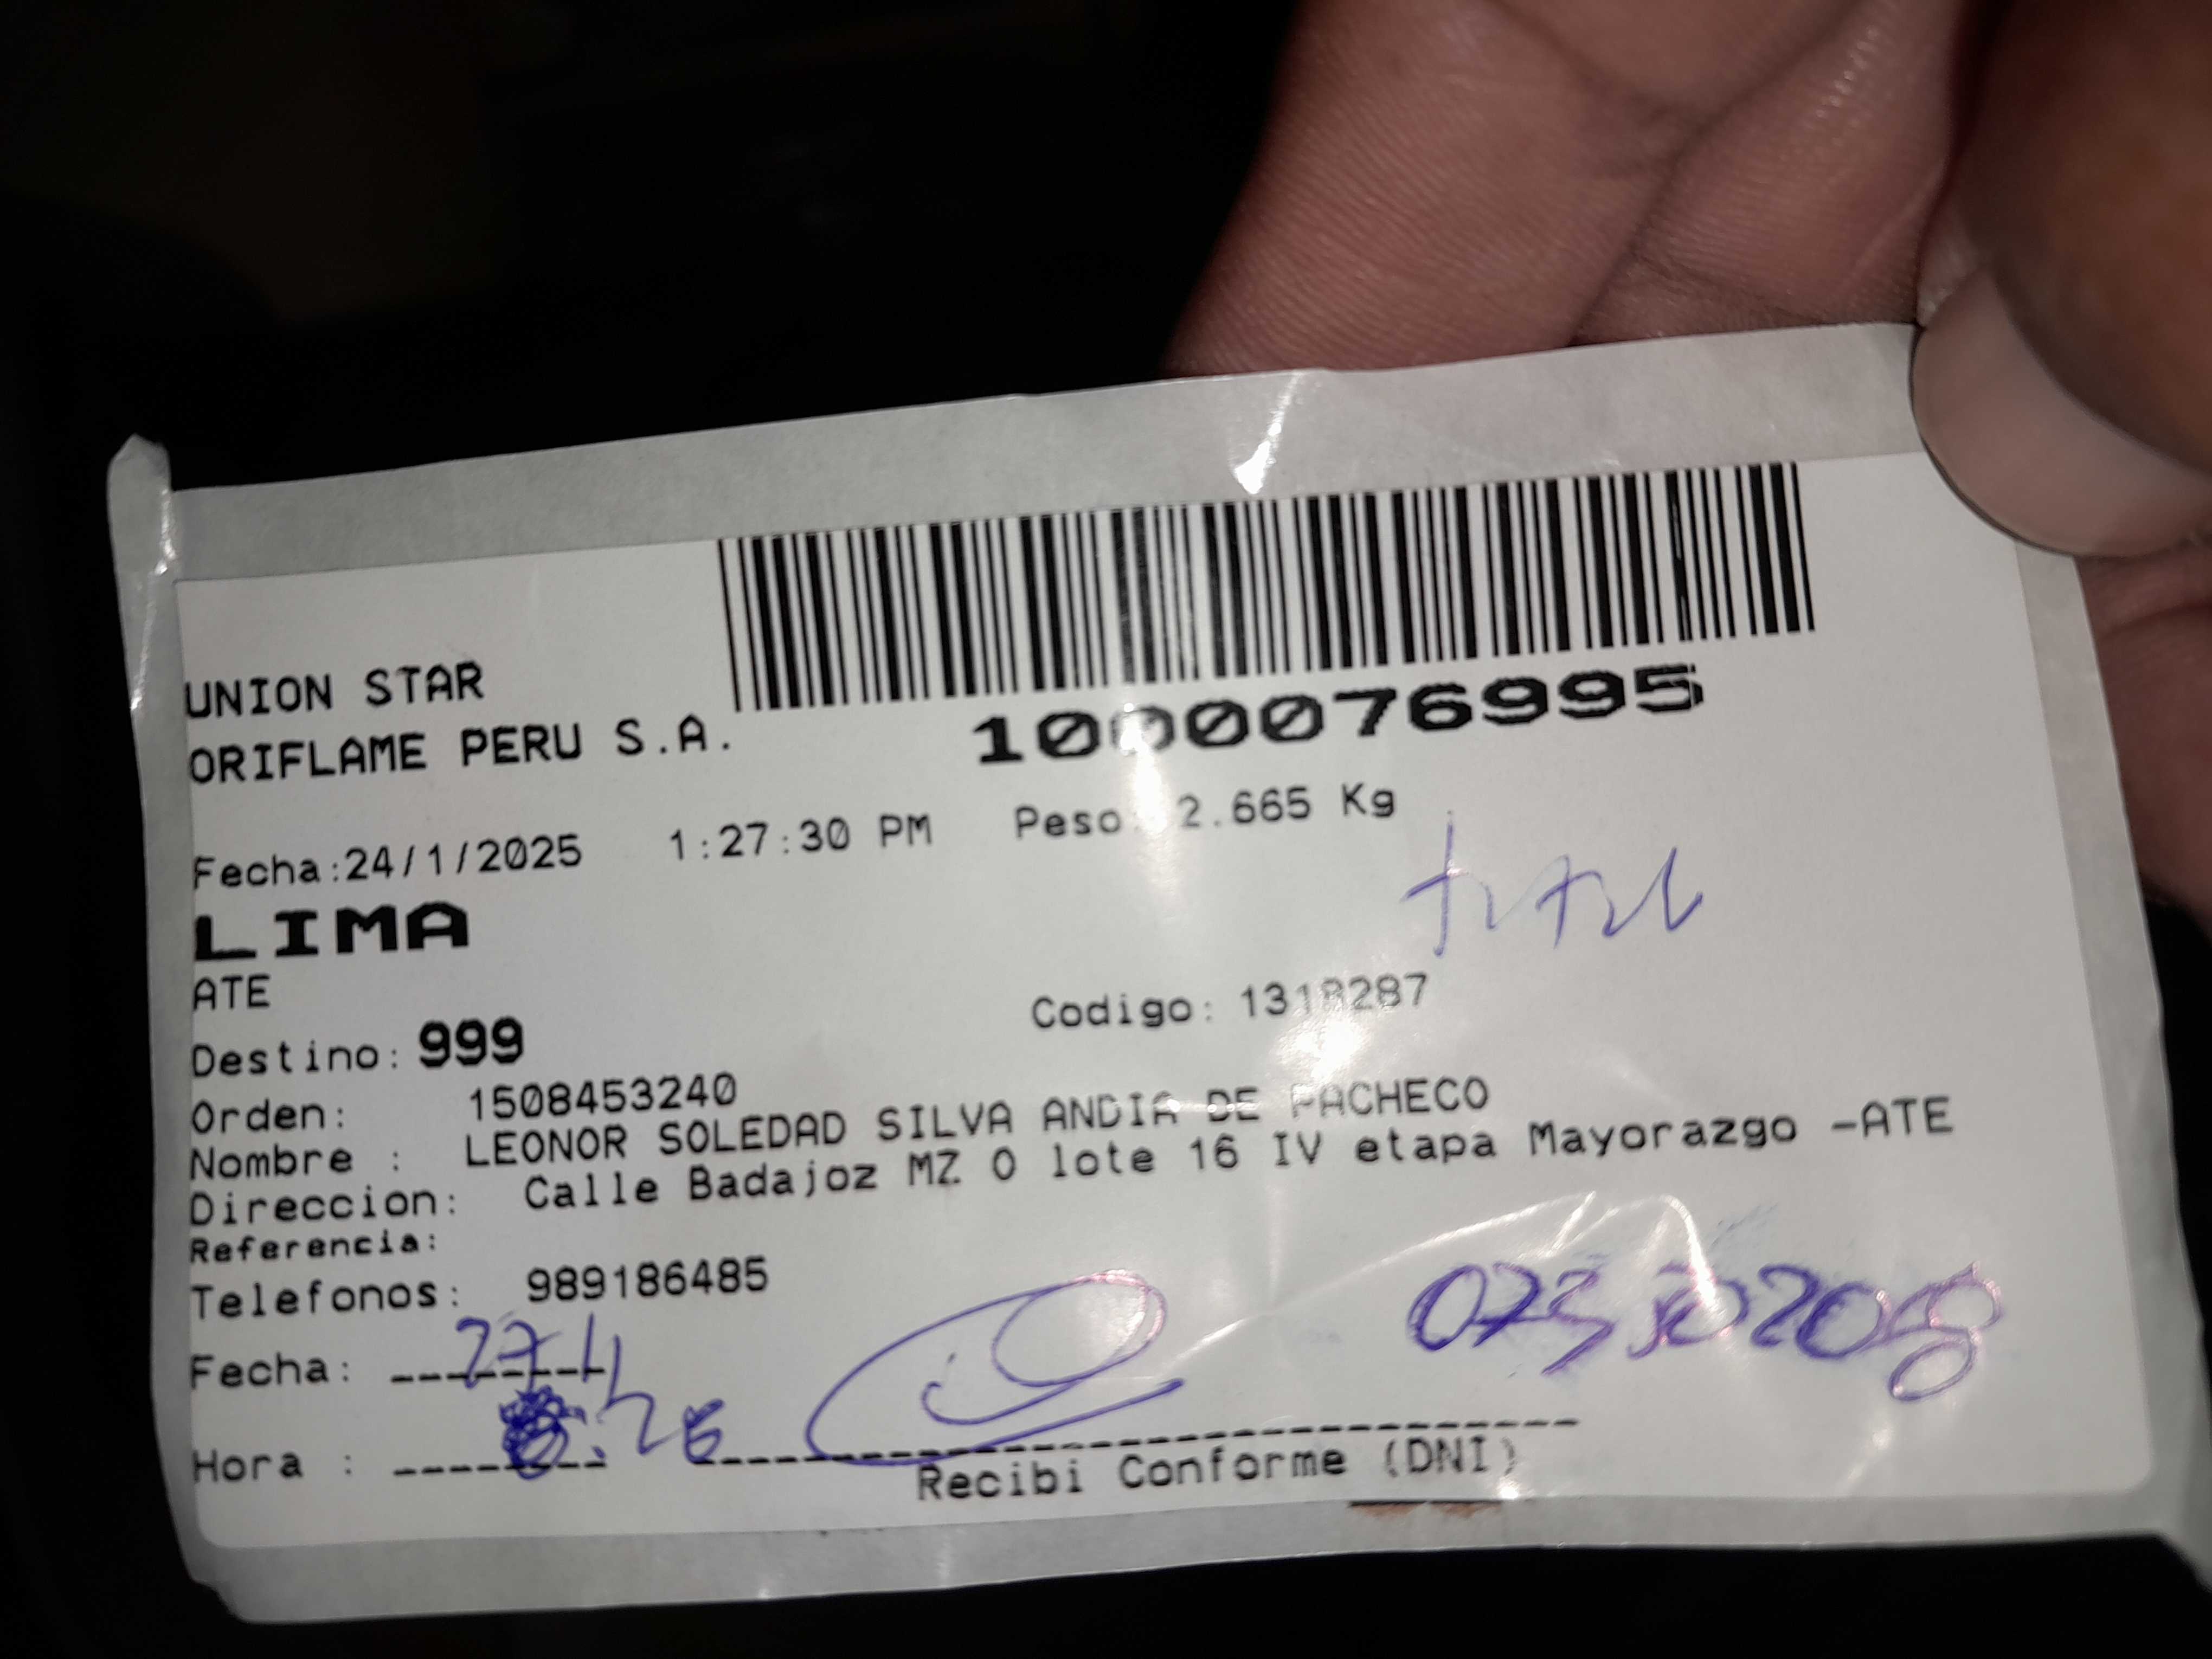 UNION STAR
ORIFLAME PERU S.A.
1000076995
Fecha:24/1/2025 1:27:30 PM Peso: 2.665 Kg
LIMA
ATE
Codigo: 1318287
Destino: 999
Orden: 1508453240
Nombre : LEONOR SOLEDAD SILVA ANDIA DE PACHECO
Direccion: Calle Badajoz MZ O lote 16 IV etapa Mayorazgo -ATE
Referencia:
Telefonos: 989186485
Fecha:
Hora :
Recibi Conforme (DNI)